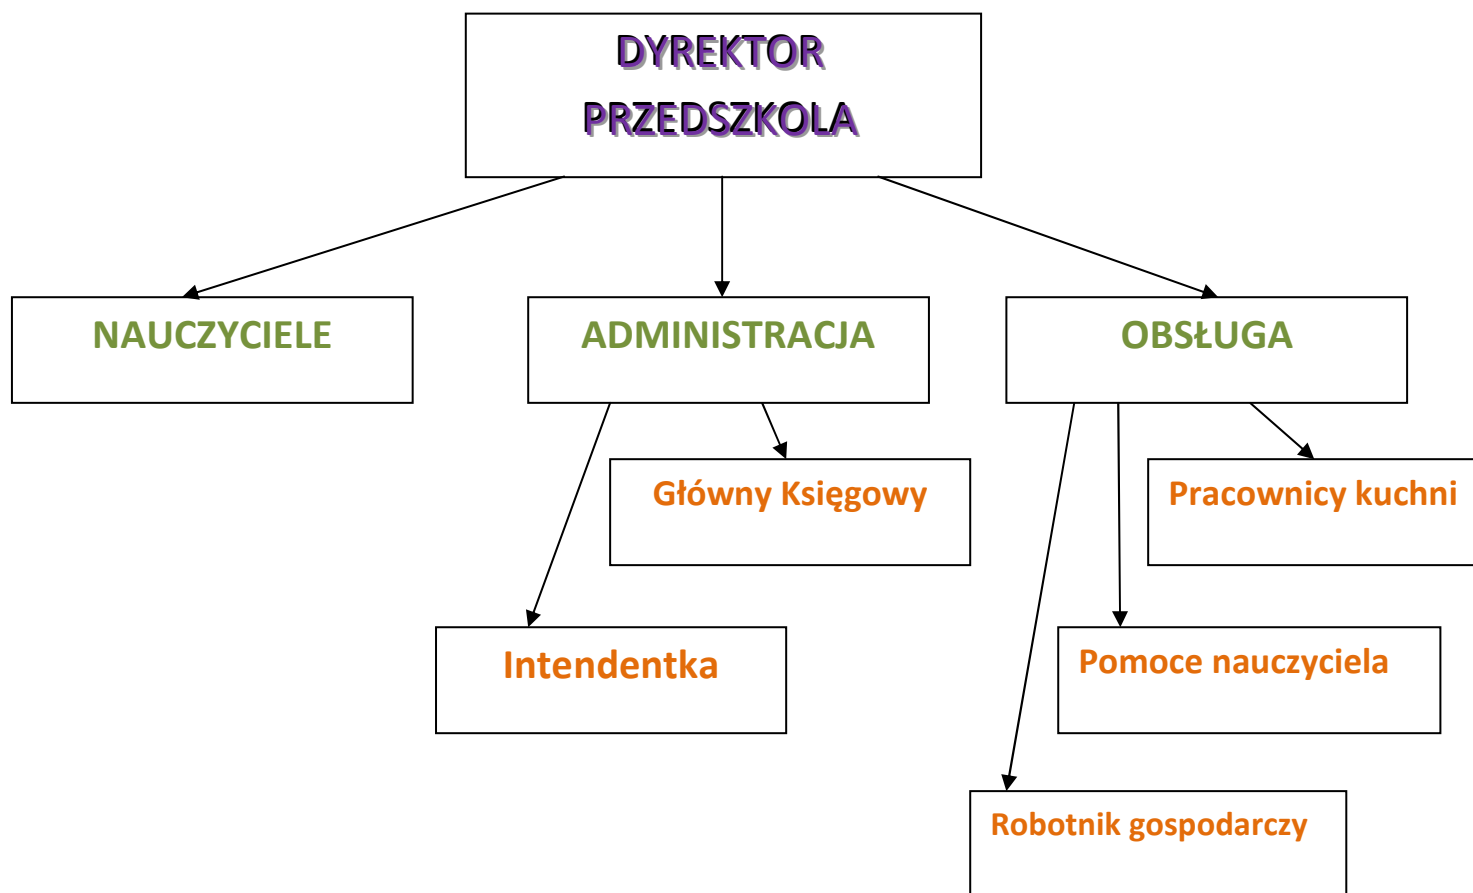 DYREKTOR
PRZEDSZKOLA
NAUCZYCIELE
ADMINISTRACJA
OBSŁUGA
Główny Księgowy
Pracownicy kuchni
Intendentka
Pomoce nauczyciela
Robotnik gospodarczy